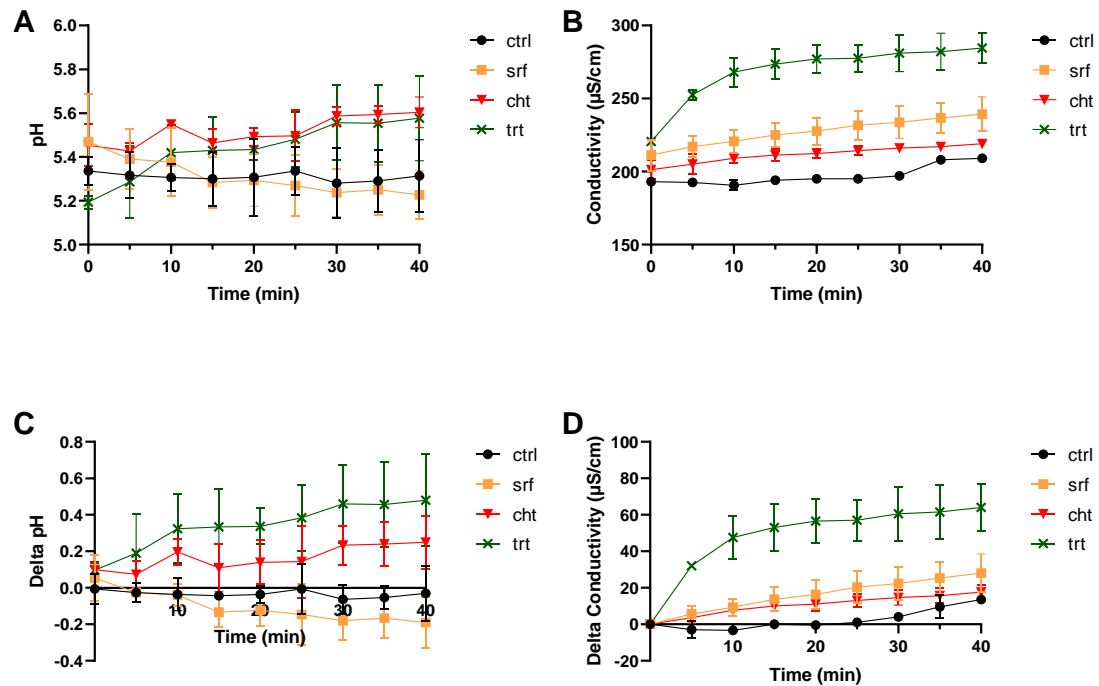 A
6.0
5.8
5.6
5.4
5.2
5.0
pH
0
10
20
30
40
Time (min)
ctrl
srf
cht
trt
B
300
250
200
150
Conductivity (µS/cm)
0
10
20
30
40
Time (min)
ctrl
srf
cht
trt
C
0.8
0.6
0.4
0.2
0.0
-0.2
-0.4
Delta pH
10
20
30
40
Time (min)
ctrl
srf
cht
trt
D
100
80
60
40
20
0
-20
Delta Conductivity (µS/cm)
10
20
30
40
Time (min)
ctrl
srf
cht
trt